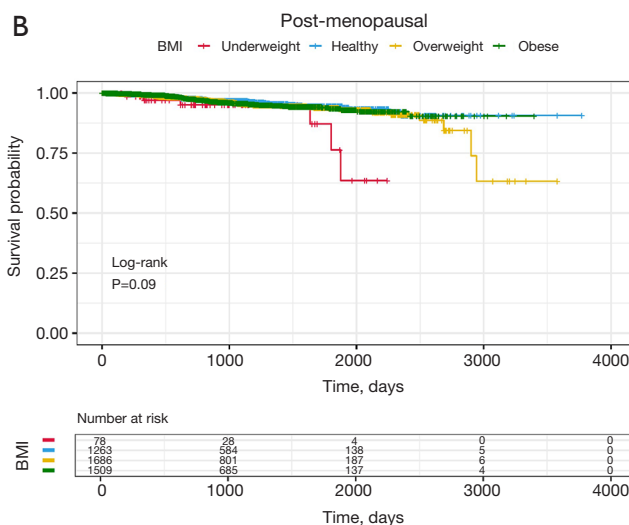 B
Post-menopausal
BMI Underweight Healthy Overweight Obese
1.00
0.75
0.50
0.25
0.00
Survival probability
Log-rank
P=0.09
0 1000 2000 3000 4000
Time, days
Number at risk
BMI
78 28 4 0 0
1263 584 138 5 0
1686 801 187 6 0
1509 685 137 4 0
0 1000 2000 3000 4000
Time, days